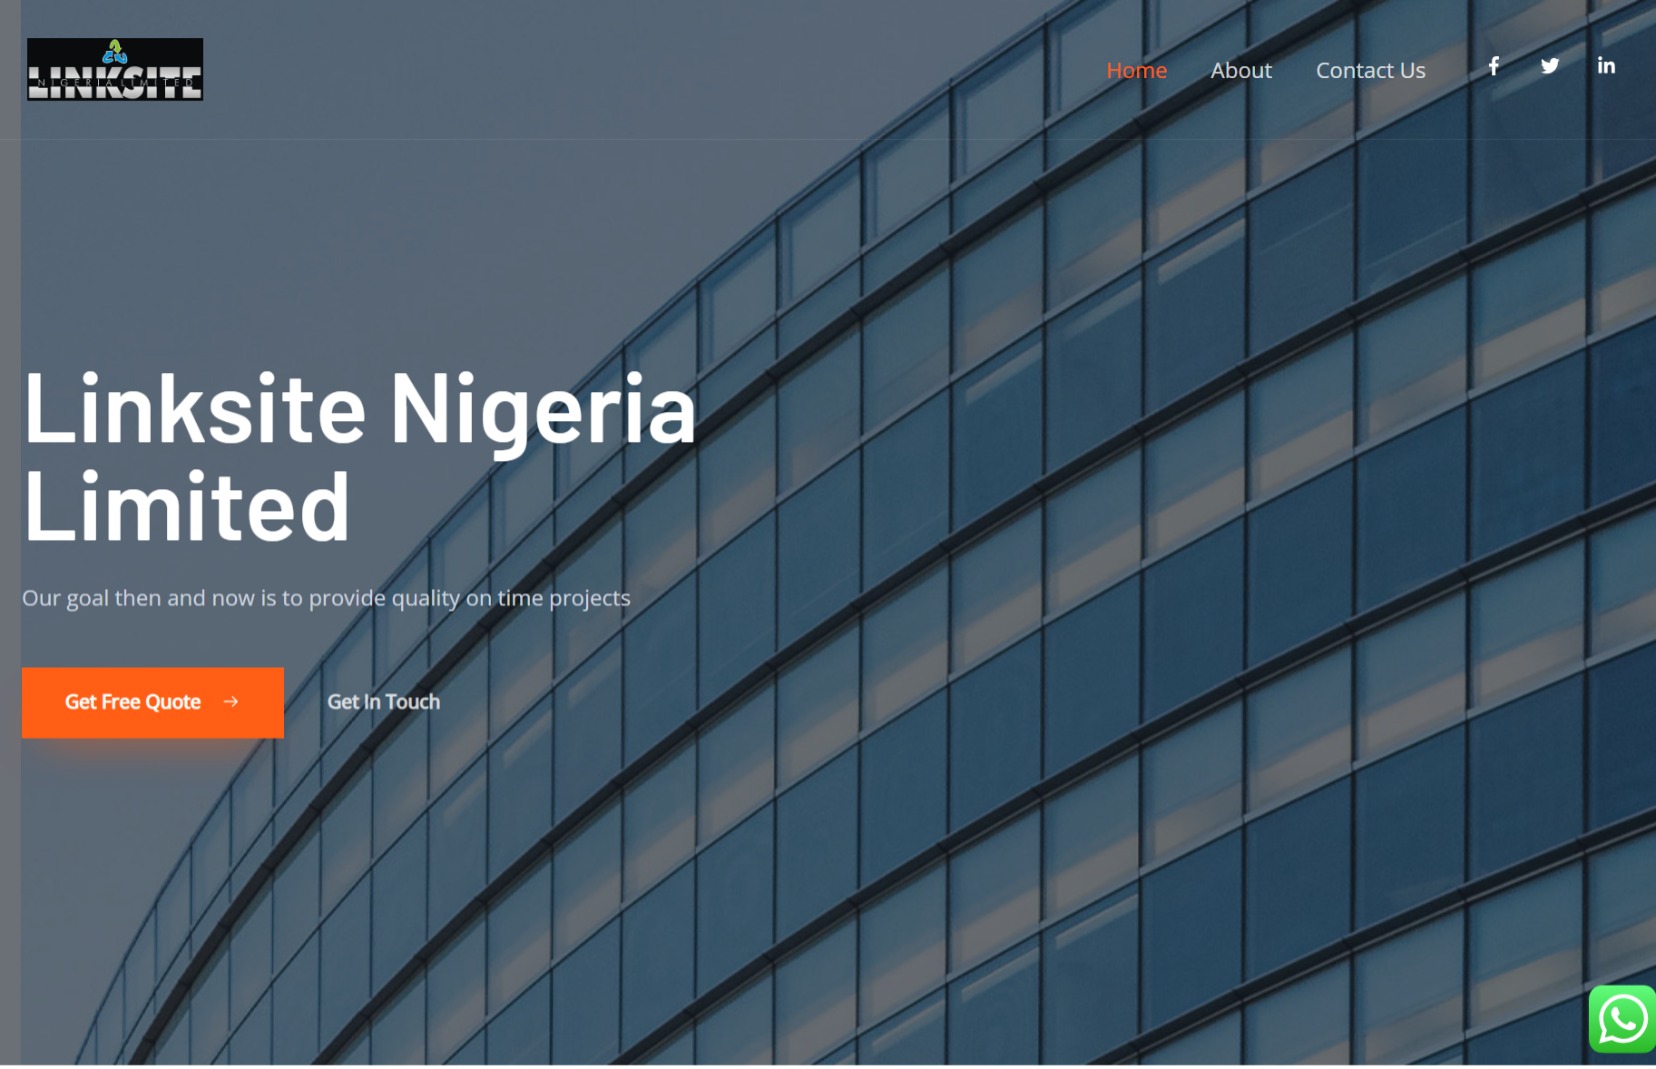 LINKSITE
NIGERIA LIMITED
Home About Contact Us
Linksite Nigeria
Limited
Our goal then and now is to provide quality on time projects
Get Free Quote →
Get In Touch